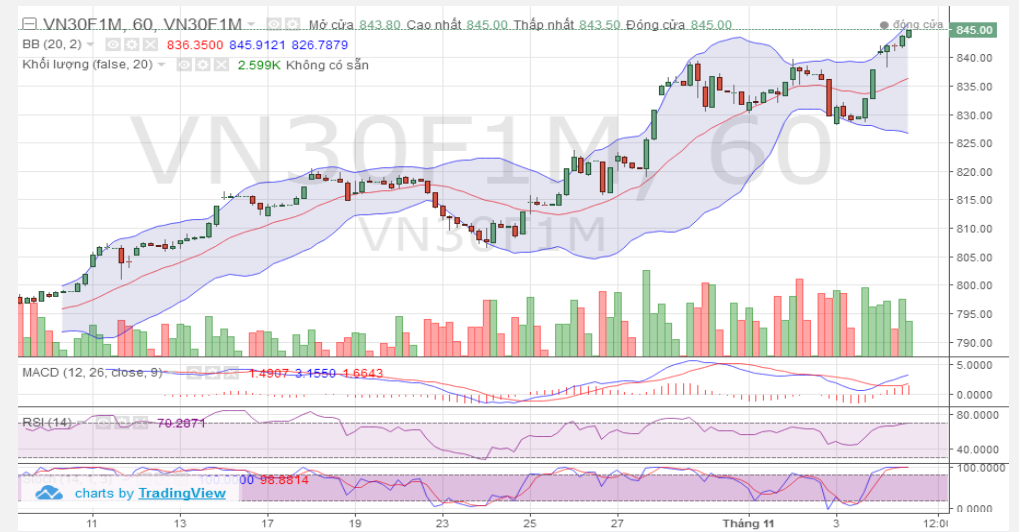 VN30F1M, 60, VN30F1M Mở cửa 843.80 Cao nhất 845.00 Thấp nhất 843.50 Đóng cửa 845.00
đóng cửa
BB (20, 2) 836.3500 845.9121 826.7879
Khối lượng (false, 20) 2.599K Không có sẵn
VN30F1M, 60
VN30F1M
845.00
840.00
835.00
830.00
825.00
820.00
815.00
810.00
805.00
800.00
795.00
790.00
MACD (12, 26, close, 9) 1.4907 3.1550 1.6643
5.0000
0.0000
RSI (14) 70.2871
80.0000
40.0000
100.0000 98.8814
100.0000
0.0000
charts by TradingView
11 13 17 19 23 25 27 Tháng 11 3 12:00